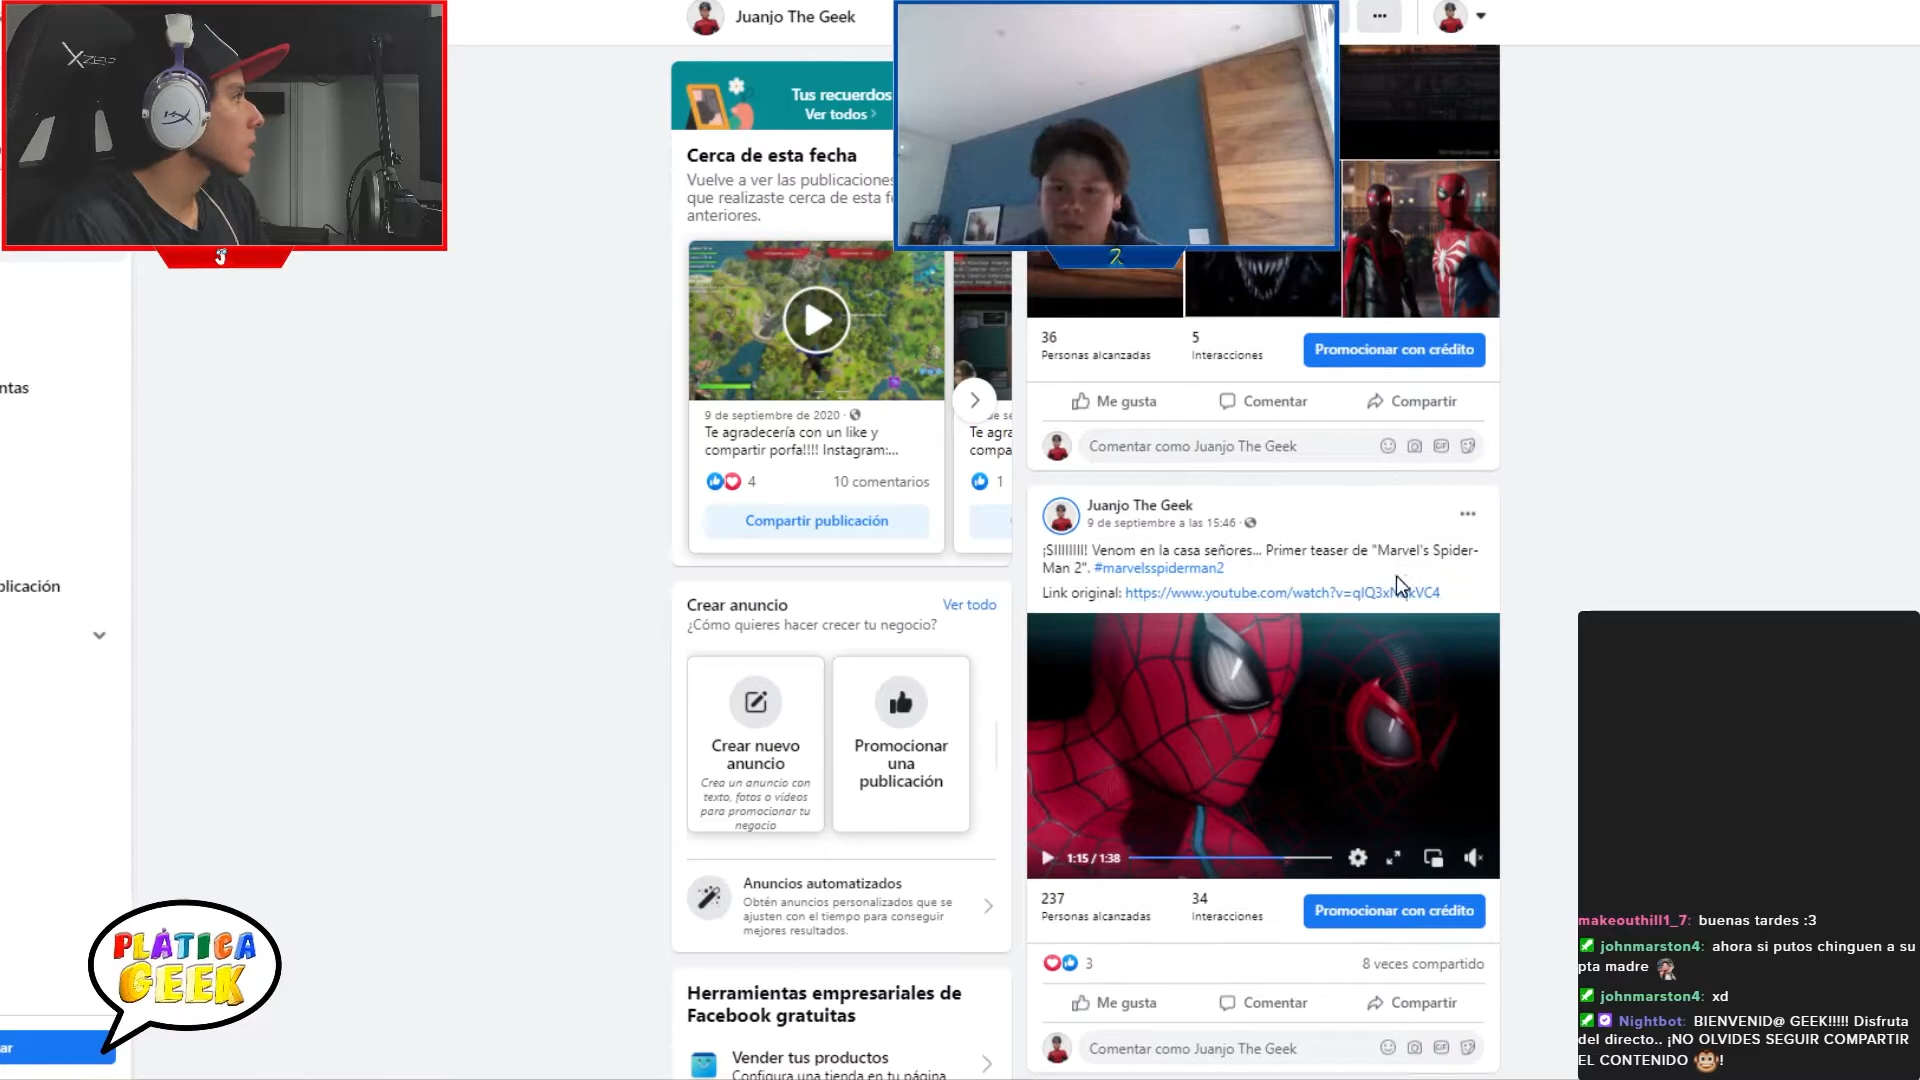 XZEP
3
Juanjo The Geek
2
ntas
blicación
ar
PLÁTICA
GEEK
Tus recuerdos
Ver todos
Cerca de esta fecha
Vuelve a ver las publicaciones
que realizaste cerca de esta f
anteriores.
9 de septiembre de 2020 ·
Te agradecería con un like y
compartir porfa!!!! Instagram:...
4
10 comentarios
Compartir publicación
de se
Te agra
compa
1
Crear anuncio
Ver todo
¿Cómo quieres hacer crecer tu negocio?
Crear nuevo
anuncio
Crea un anuncio con
texto, fotos o videos
para promocionar tu
negocio
Promocionar
una
publicación
Anuncios automatizados
Obtén anuncios personalizados que se
ajusten con el tiempo para conseguir
mejores resultados.
Herramientas empresariales de
Facebook gratuitas
Vender tus productos
Configura una tienda en tu página
36
Personas alcanzadas
5
Interacciones
Promocionar con crédito
Me gusta
Comentar
Compartir
Comentar como Juanjo The Geek
GIF
Juanjo The Geek
9 de septiembre a las 15:46 ·
¡SIIIIIIII! Venom en la casa señores... Primer teaser de "Marvel's Spider-
Man 2". #marvelsspiderman2
Link original:
1:15 / 1:38
237
Personas alcanzadas
34
Interacciones
Promocionar con crédito
3
8 veces compartido
Me gusta
Comentar
Compartir
Comentar como Juanjo The Geek
GIF
makeouthill1_7: buenas tardes :3
johnmarston4: ahora si putos chinguen a su
pta madre
johnmarston4: xd
Nightbot: BIENVENID@ GEEK!!!!! Disfruta
del directo.. ¡NO OLVIDES SEGUIR COMPARTIR
EL CONTENIDO !